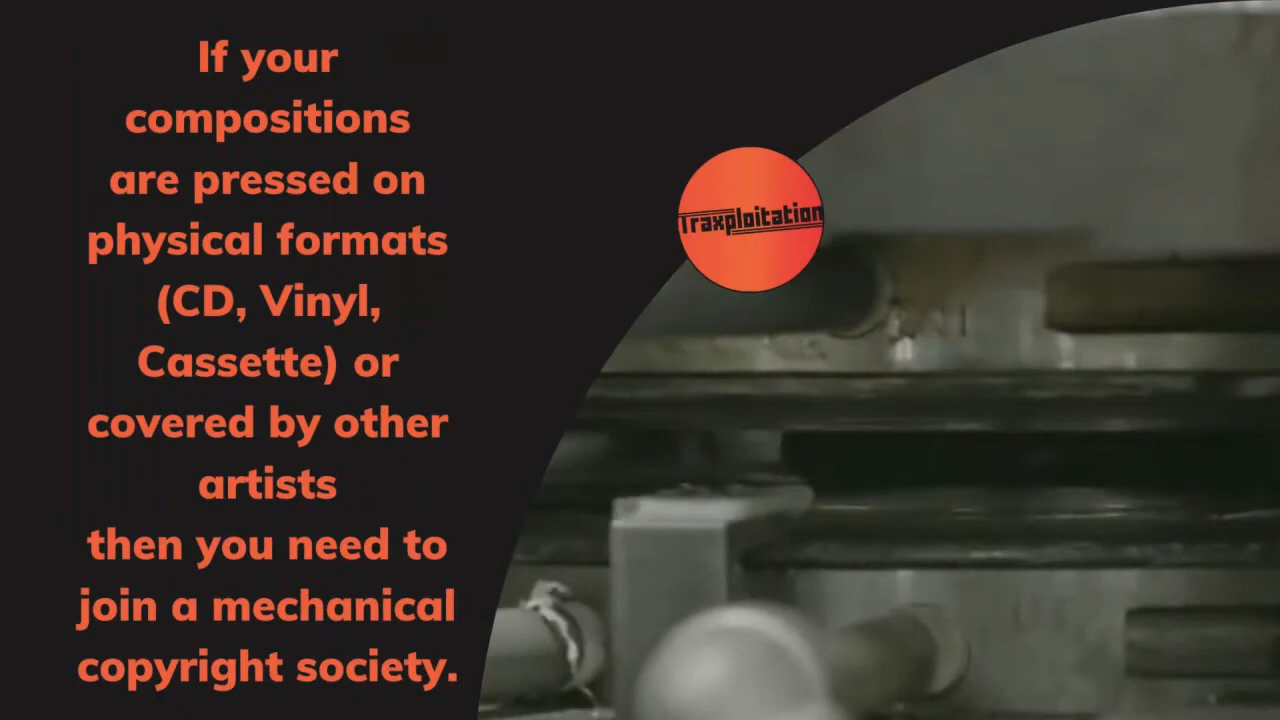 If your
compositions
are pressed on
physical formats
(CD, Vinyl,
Cassette) or
covered by other
artists
then you need to
join a mechanical
copyright society.
Traxploitation